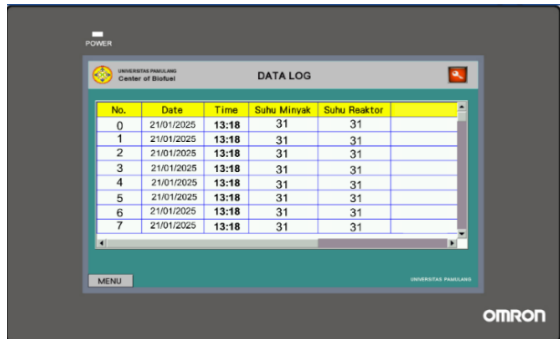 POWER
UNIVERSITAS PAMULANG
Center of Biofuel
DATA LOG
No. Date Time Suhu Minyak Suhu Reaktor
0 21/01/2025 13:18 31 31
1 21/01/2025 13:18 31 31
2 21/01/2025 13:18 31 31
3 21/01/2025 13:18 31 31
4 21/01/2025 13:18 31 31
5 21/01/2025 13:18 31 31
6 21/01/2025 13:18 31 31
7 21/01/2025 13:18 31 31
MENU
UNIVERSITAS PAMULANG
OMRON